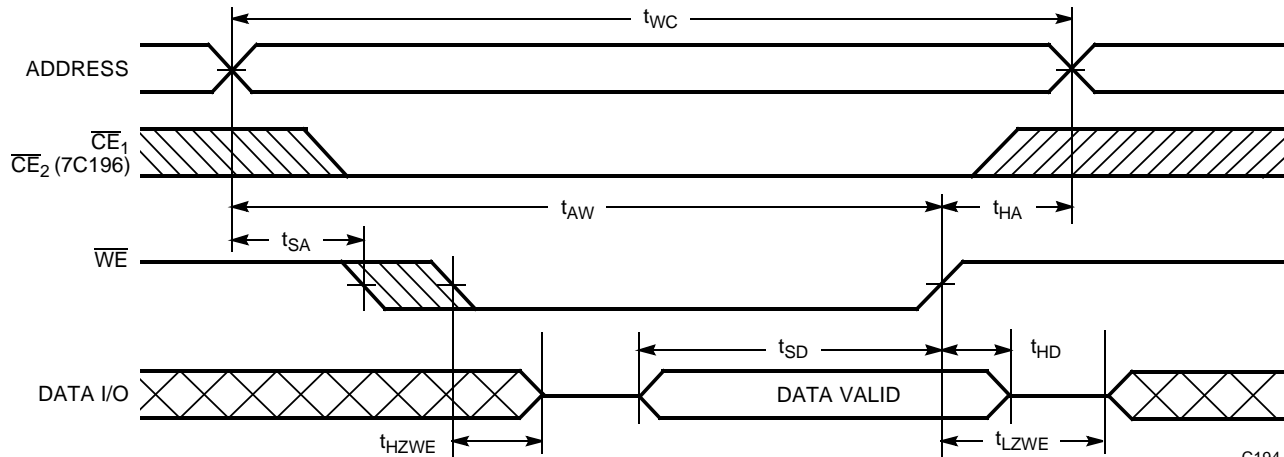 tWC
ADDRESS
CE1
CE2 (7C196)
tAW
tHA
tSA
WE
tSD
tHD
DATA I/O
DATA VALID
tHZWE
tLZWE